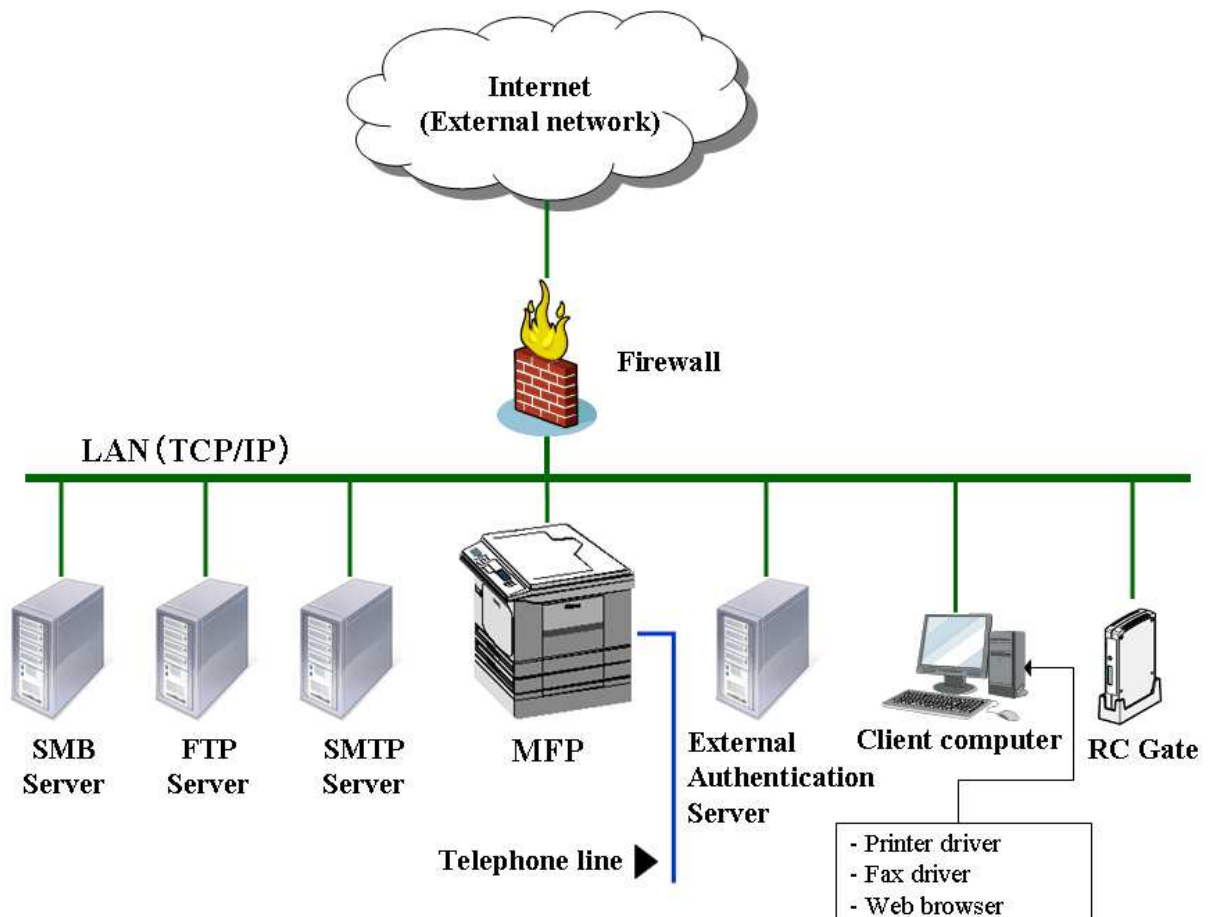 Internet
(External network)
Firewall
LAN (TCP/IP)
SMB
Server
FTP
Server
SMTP
Server
MFP
External
Authentication
Server
Client computer
RC Gate
Telephone line
- Printer driver
- Fax driver
- Web browser